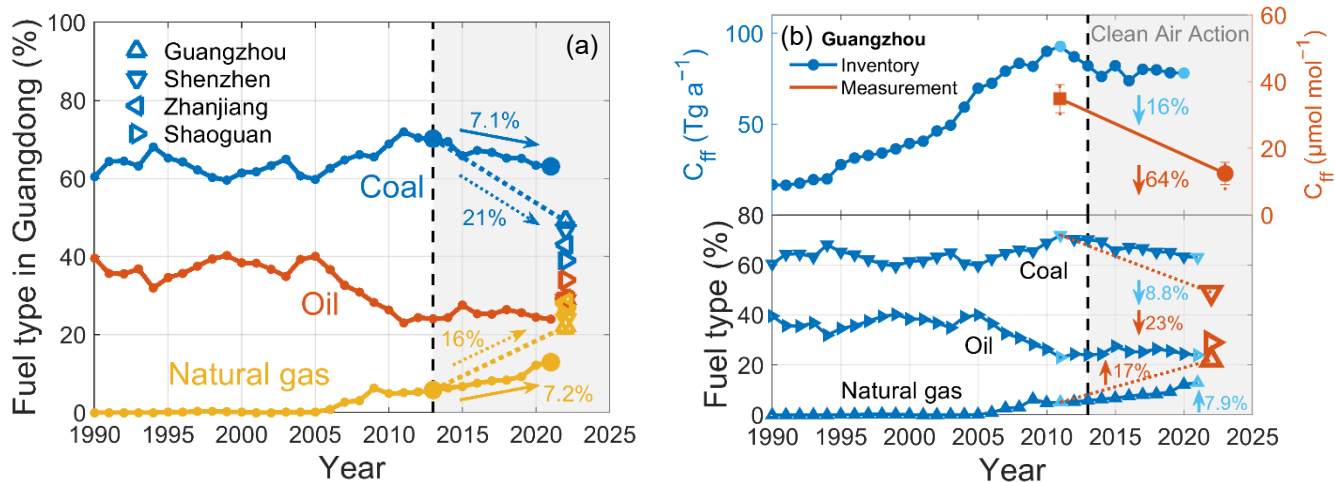 (a)
Fuel type in Guangdong (%)
100
80
60
40
20
0
Guangzhou
Shenzhen
Zhanjiang
Shaoguan
7.1%
Coal
21%
Oil
16%
Natural gas
7.2%
1990 1995 2000 2005 2010 2015 2020 2025
Year
(b) Guangzhou
Clean Air Action
Inventory
Measurement
C_ff (Tg a⁻¹)
100
50
60
40
20
0
C_ff (μmol mol⁻¹)
16%
64%
Fuel type (%)
80
60
40
20
0
Coal
8.8%
23%
Oil
17%
Natural gas
7.9%
1990 1995 2000 2005 2010 2015 2020 2025
Year